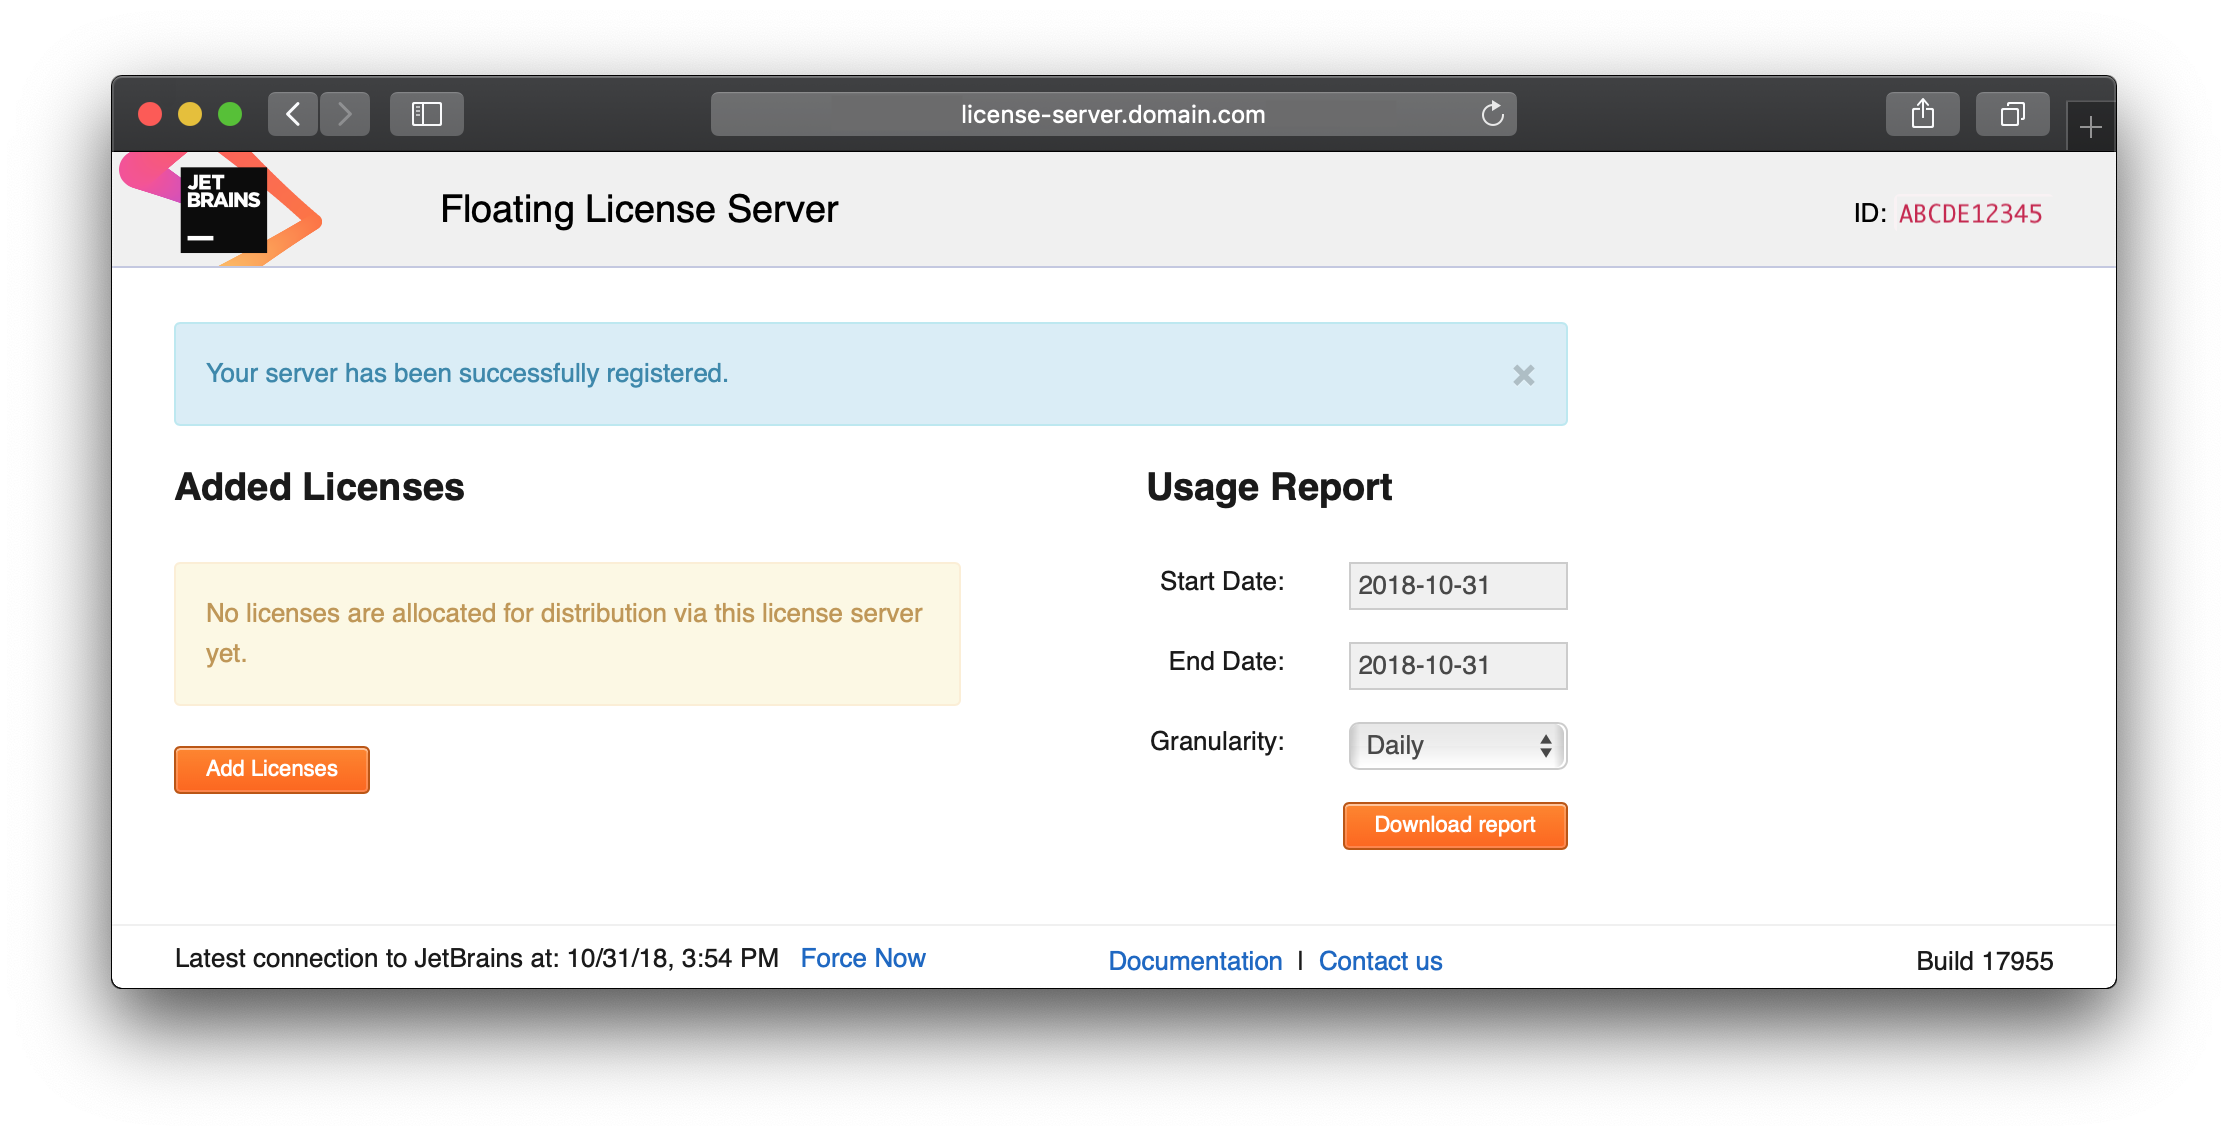 license-server.domain.com
JET
BRAINS
Floating License Server
ID: ABCDE12345
Your server has been successfully registered.
Added Licenses
No licenses are allocated for distribution via this license server
yet.
Add Licenses
Usage Report
Start Date: 2018-10-31
End Date: 2018-10-31
Granularity: Daily
Download report
Latest connection to JetBrains at: 10/31/18, 3:54 PM Force Now
Documentation | Contact us
Build 17955